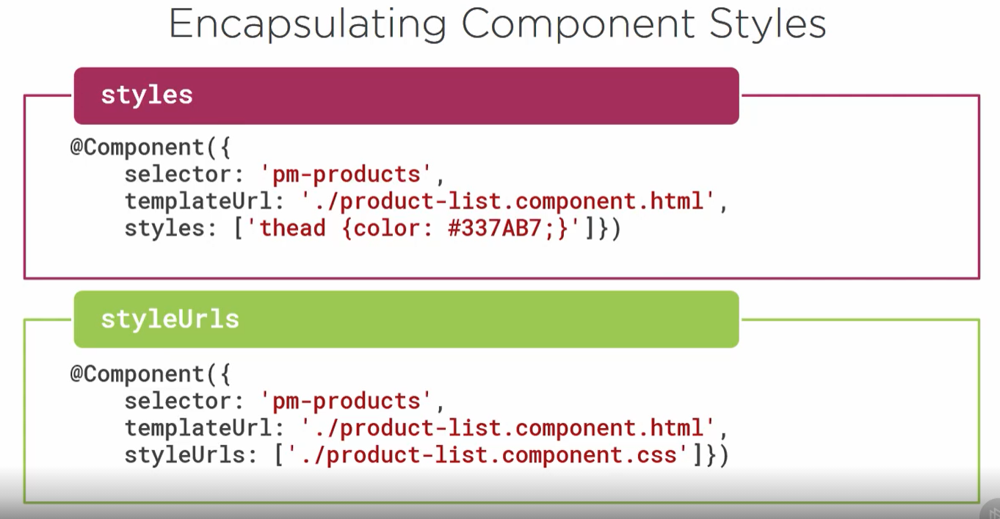 Encapsulating Component Styles
styles
@Component({
    selector: 'pm-products',
    templateUrl: './product-list.component.html',
    styles: ['thead {color: #337AB7;}']})
styleUrls
@Component({
    selector: 'pm-products',
    templateUrl: './product-list.component.html',
    styleUrls: ['./product-list.component.css']})